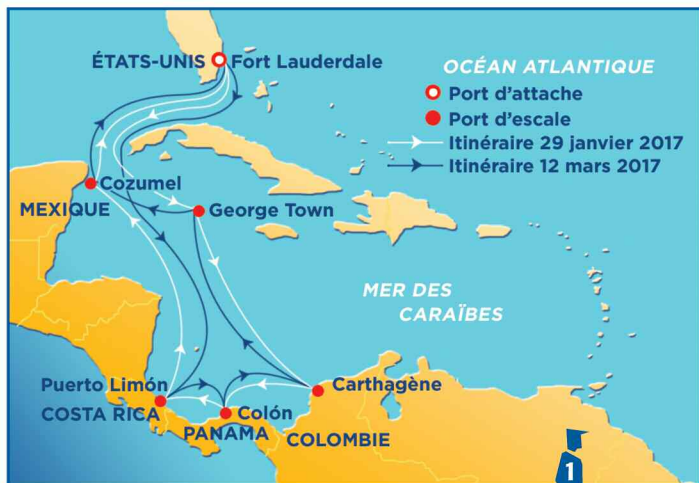 ÉTATS-UNIS
Fort Lauderdale
OCÉAN ATLANTIQUE
Port d'attache
Port d'escale
Itinéraire 29 janvier 2017
Itinéraire 12 mars 2017
Cozumel
MEXIQUE
George Town
MER DES
CARAÏBES
Puerto Limón
COSTA RICA
Colón
PANAMA
Carthagène
COLOMBIE
1